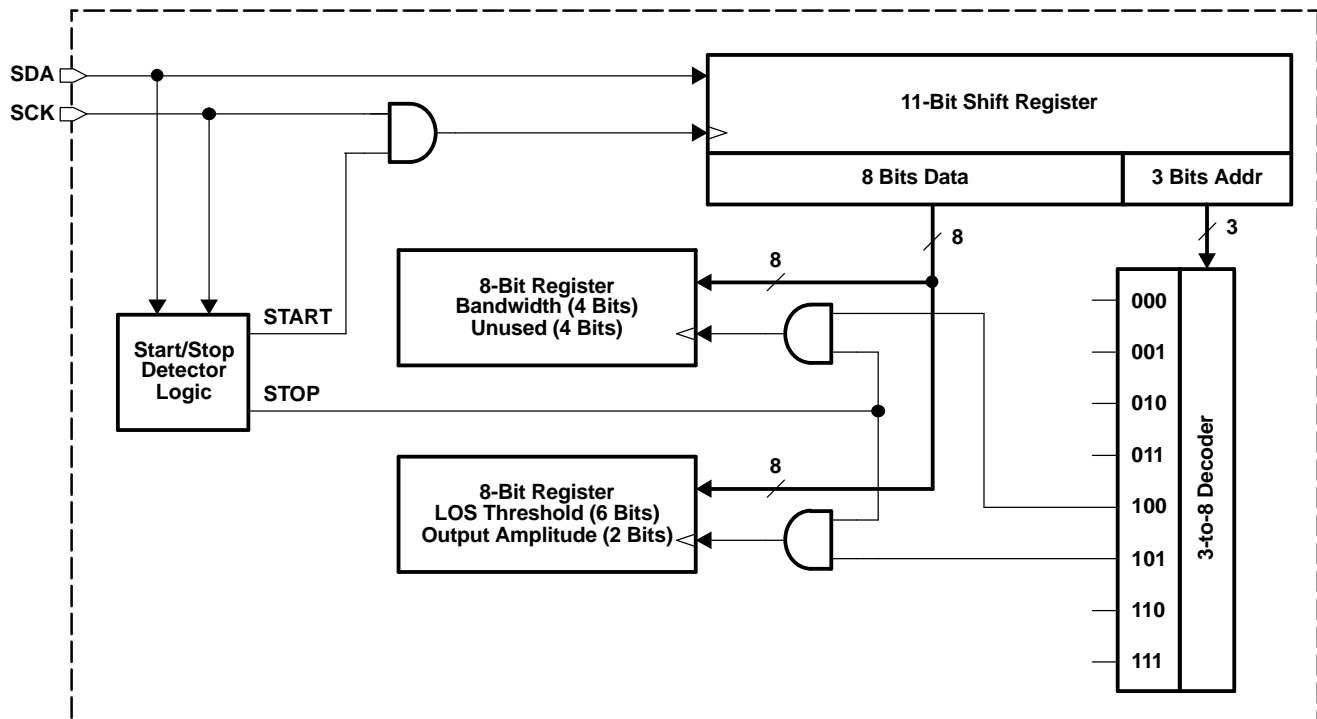 SDA
SCK
11-Bit Shift Register
8 Bits Data
3 Bits Addr
8
3
8
8-Bit Register
Bandwidth (4 Bits)
Unused (4 Bits)
START
Start/Stop
Detector
Logic
STOP
8
8-Bit Register
LOS Threshold (6 Bits)
Output Amplitude (2 Bits)
000
001
010
011
100
101
110
111
3-to-8 Decoder